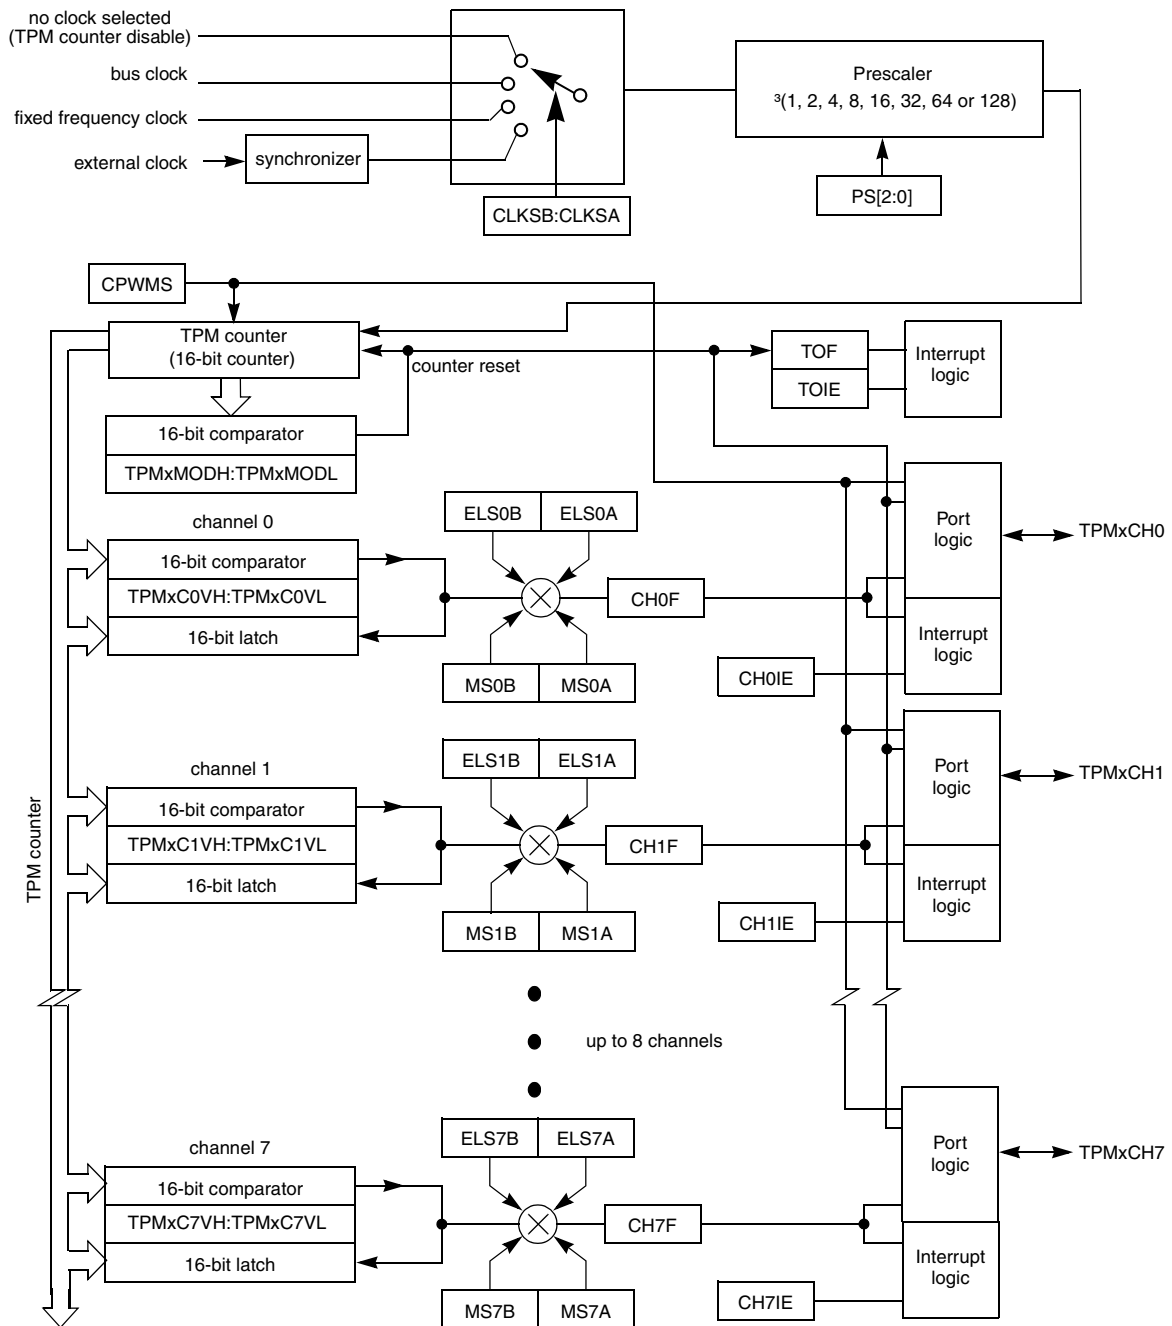 no clock selected
(TPM counter disable)
bus clock
fixed frequency clock
external clock
synchronizer
CLKSB:CLKSA
Prescaler
³(1, 2, 4, 8, 16, 32, 64 or 128)
PS[2:0]
CPWMS
TPM counter
(16-bit counter)
counter reset
TOF
TOIE
Interrupt
logic
16-bit comparator
TPMxMODH:TPMxMODL
channel 0
16-bit comparator
TPMxC0VH:TPMxC0VL
16-bit latch
ELS0B
ELS0A
MS0B
MS0A
CH0F
CH0IE
Port
logic
Interrupt
logic
TPMxCH0
TPM counter
channel 1
16-bit comparator
TPMxC1VH:TPMxC1VL
16-bit latch
ELS1B
ELS1A
MS1B
MS1A
CH1F
CH1IE
Port
logic
Interrupt
logic
TPMxCH1
up to 8 channels
channel 7
16-bit comparator
TPMxC7VH:TPMxC7VL
16-bit latch
ELS7B
ELS7A
MS7B
MS7A
CH7F
CH7IE
Port
logic
Interrupt
logic
TPMxCH7